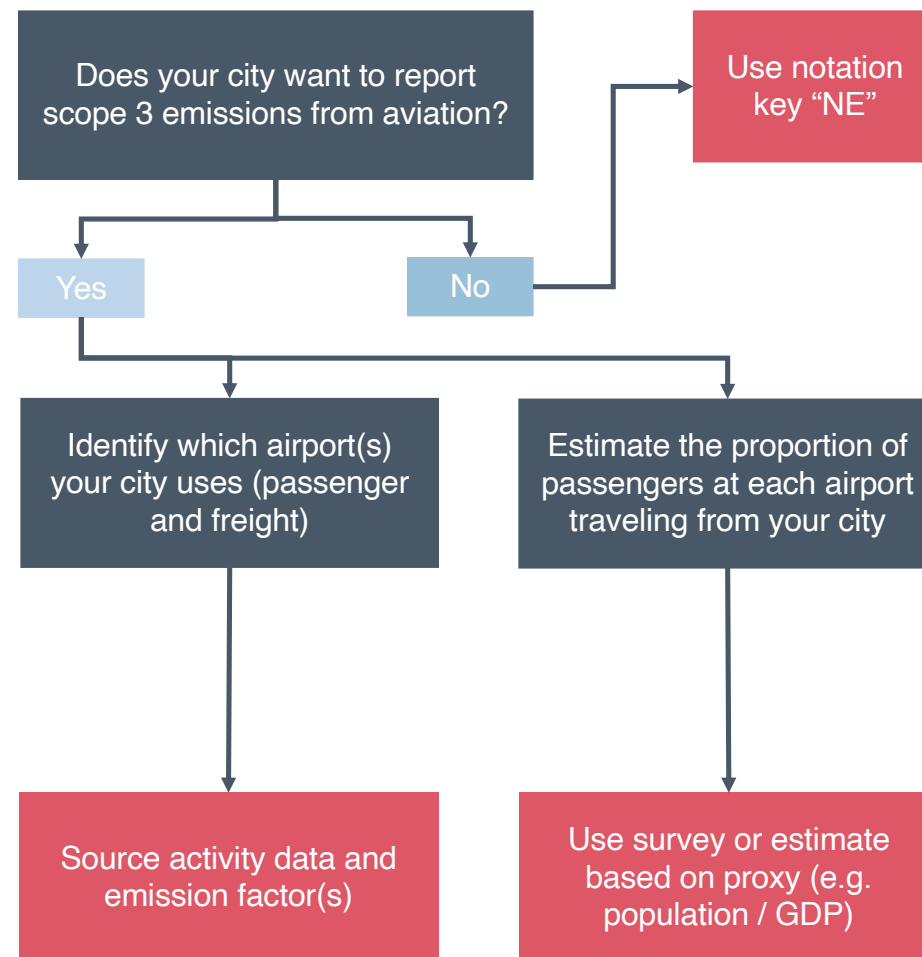 Does your city want to report
scope 3 emissions from aviation?
Use notation
key “NE”
Yes
No
Identify which airport(s)
your city uses (passenger
and freight)
Estimate the proportion of
passengers at each airport
traveling from your city
Source activity data and
emission factor(s)
Use survey or estimate
based on proxy (e.g.
population / GDP)